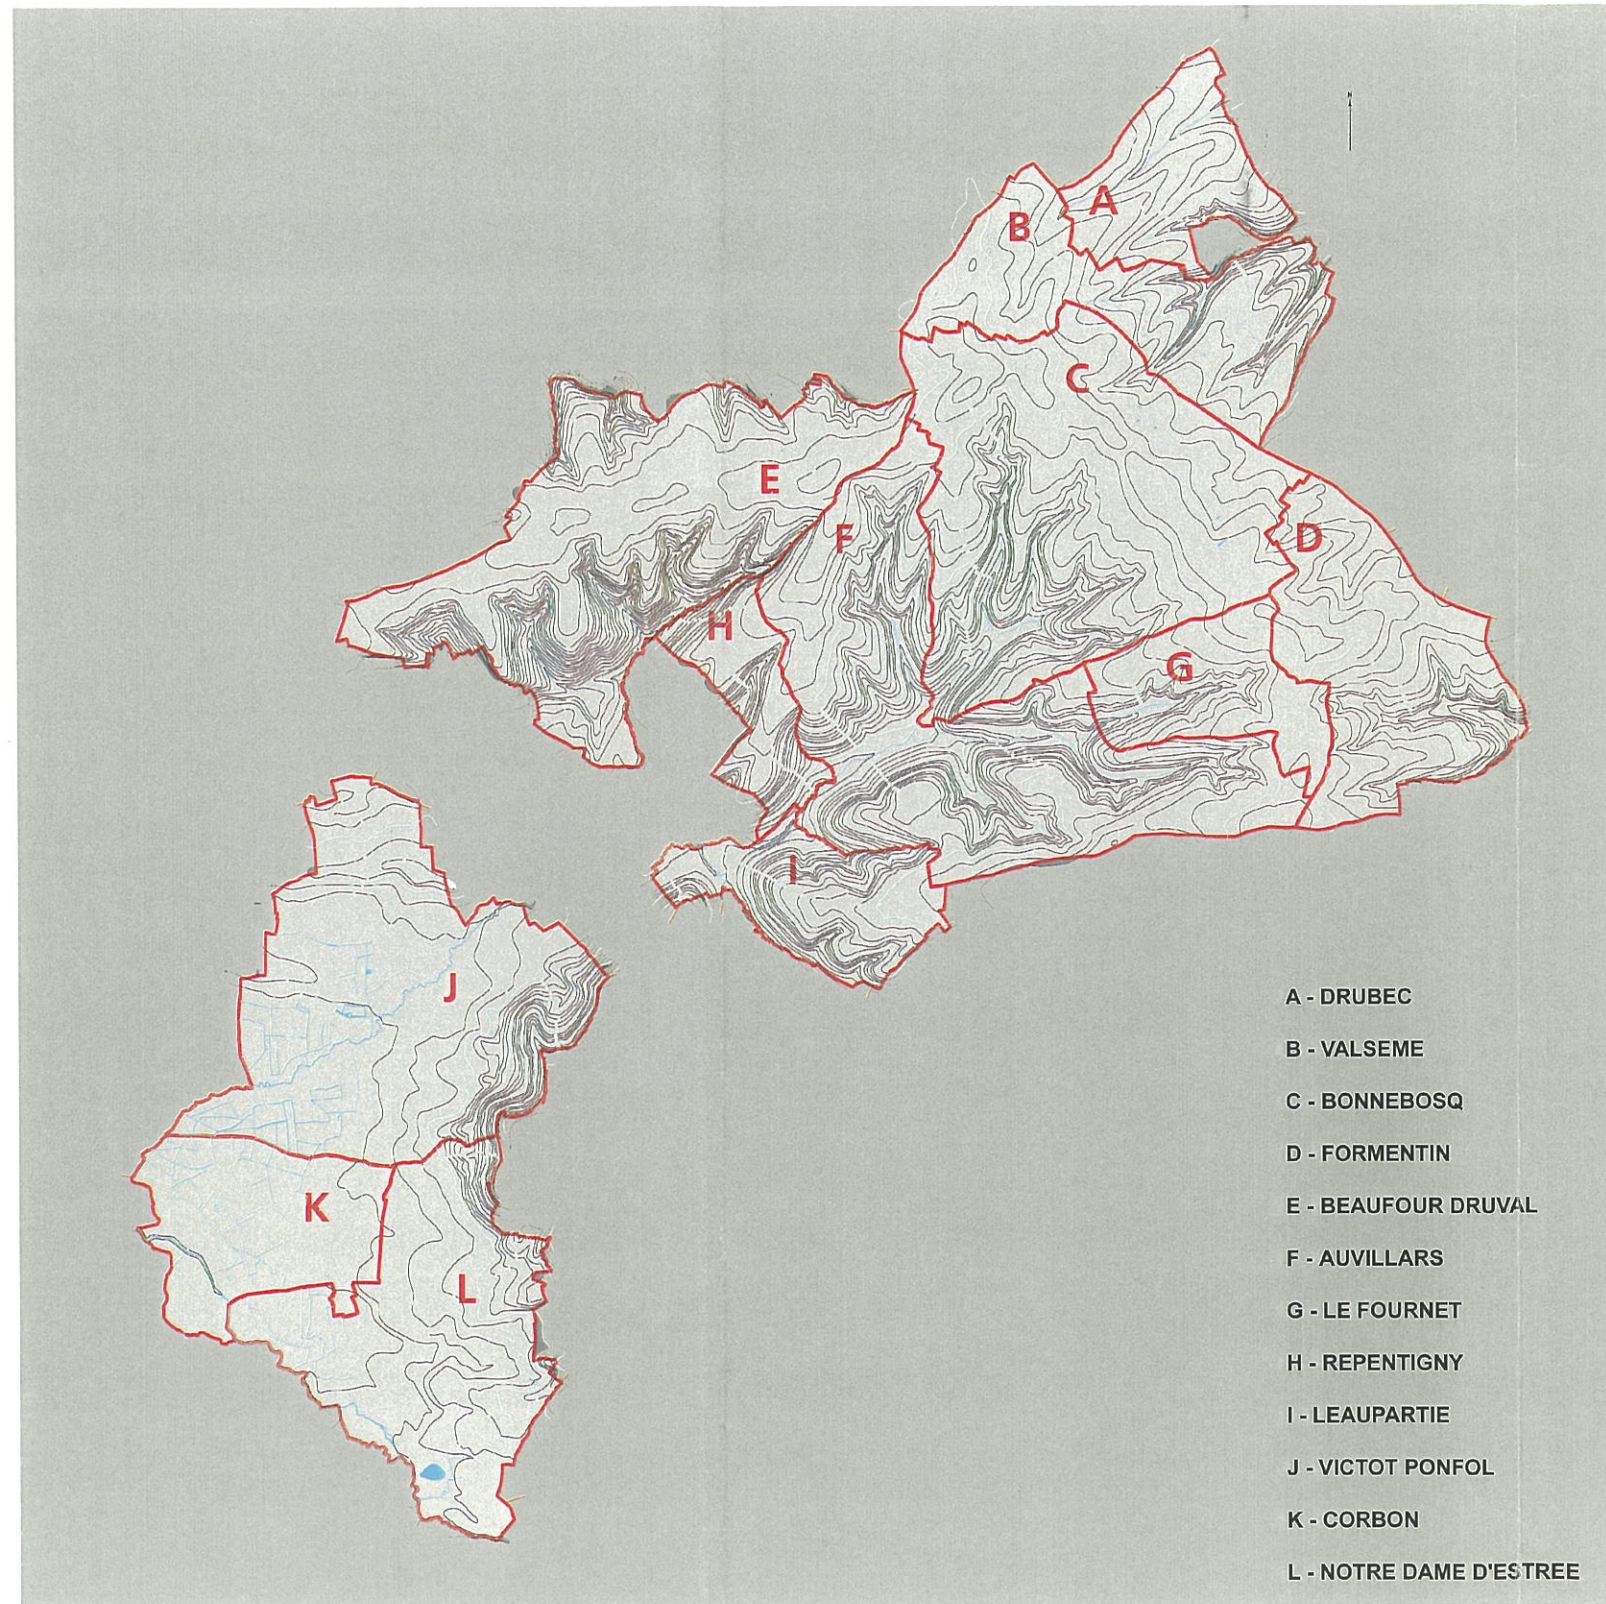 N
A
B
C
E
F
D
H
G
I
J
K
L
A - DRUBEC
B - VALSEME
C - BONNEBOSQ
D - FORMENTIN
E - BEAUFOUR DRUVAL
F - AUVILLARS
G - LE FOURNET
H - REPENTIGNY
I - LEAUPARTIE
J - VICTOT PONFOL
K - CORBON
L - NOTRE DAME D'ESTREE